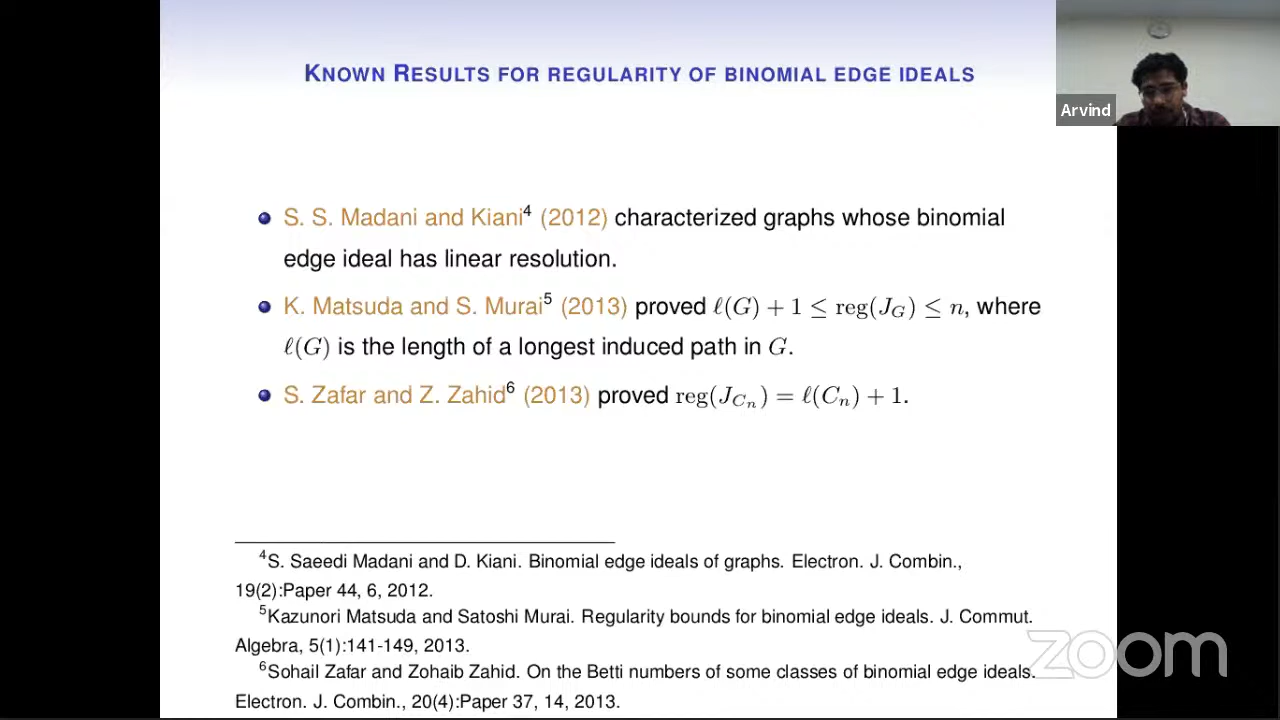 KNOWN RESULTS FOR REGULARITY OF BINOMIAL EDGE IDEALS
Arvind
S. S. Madani and Kiani⁴ (2012) characterized graphs whose binomial
edge ideal has linear resolution.
K. Matsuda and S. Murai⁵ (2013) proved ℓ(G) + 1 ≤ reg(J_G) ≤ n, where
ℓ(G) is the length of a longest induced path in G.
S. Zafar and Z. Zahid⁶ (2013) proved reg(J_{C_n}) = ℓ(C_n) + 1.
⁴S. Saeedi Madani and D. Kiani. Binomial edge ideals of graphs. Electron. J. Combin.,
19(2):Paper 44, 6, 2012.
⁵Kazunori Matsuda and Satoshi Murai. Regularity bounds for binomial edge ideals. J. Commut.
Algebra, 5(1):141-149, 2013.
⁶Sohail Zafar and Zohaib Zahid. On the Betti numbers of some classes of binomial edge ideals.
Electron. J. Combin., 20(4):Paper 37, 14, 2013.
zoom